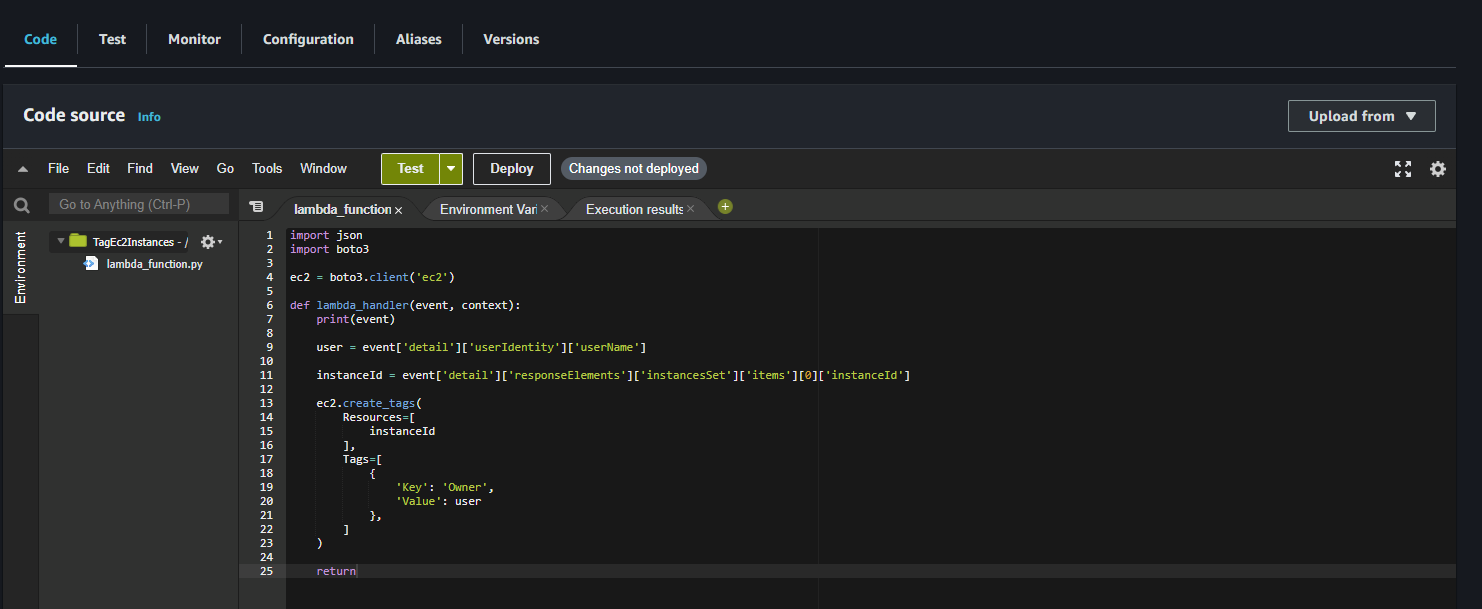 Code Test Monitor Configuration Aliases Versions
Code source Info
Upload from
File Edit Find View Go Tools Window Test Deploy Changes not deployed
Go to Anything (Ctrl-P)
lambda_function Environment Vari Execution results
Environment
TagEc2Instances - /
lambda_function.py
1 import json
2 import boto3
3
4 ec2 = boto3.client('ec2')
5
6 def lambda_handler(event, context):
7     print(event)
8
9     user = event['detail']['userIdentity']['userName']
10
11     instanceId = event['detail']['responseElements']['instancesSet']['items'][0]['instanceId']
12
13     ec2.create_tags(
14         Resources=[
15             instanceId
16         ],
17         Tags=[
18             {
19                 'Key': 'Owner',
20                 'Value': user
21             },
22         ]
23     )
24
25     return